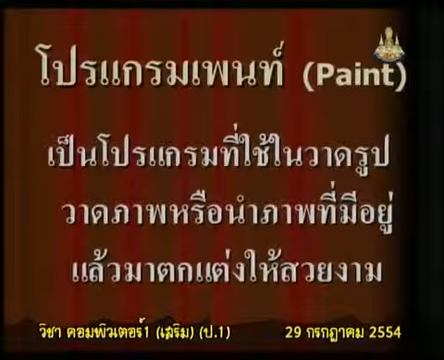 โปรแกรมเพนท์ (Paint)
เป็นโปรแกรมที่ใช้ในวาดรูป
วาดภาพหรือนำภาพที่มีอยู่
แล้วมาตกแต่งให้สวยงาม
วิชา คอมพิวเตอร์1 (เสริม) (ป.1) 29 กรกฎาคม 2554